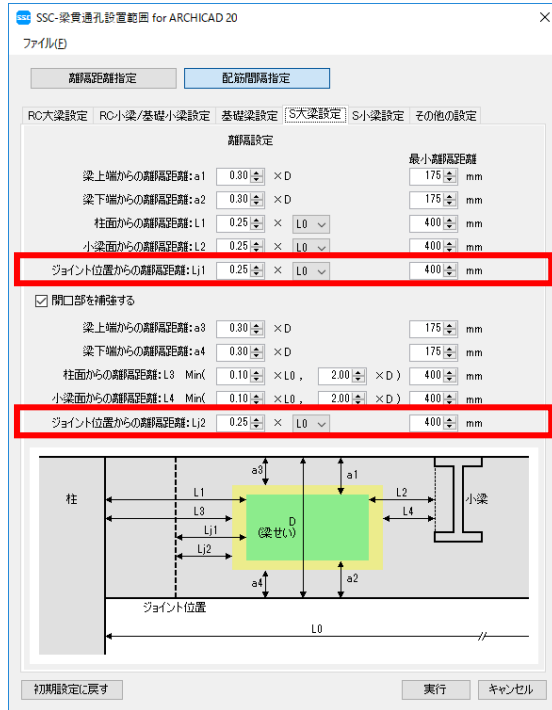 SSC-梁貫通孔設置範囲 for ARCHICAD 20
ファイル(F)
離隔距離指定 配筋間隔指定
RC大梁設定 RC小梁/基礎小梁設定 基礎梁設定 S大梁設定 S小梁設定 その他の設定
離隔設定
最小離隔距離
梁上端からの離隔距離:a1 0.30 ×D 175 mm
梁下端からの離隔距離:a2 0.30 ×D 175 mm
柱面からの離隔距離:L1 0.25 × L0 400 mm
小梁面からの離隔距離:L2 0.25 × L0 400 mm
ジョイント位置からの離隔距離:Lj1 0.25 × L0 400 mm
開口部を補強する
梁上端からの離隔距離:a3 0.30 ×D 175 mm
梁下端からの離隔距離:a4 0.30 ×D 175 mm
柱面からの離隔距離:L3 Min( 0.10 ×L0 , 2.00 ×D ) 400 mm
小梁面からの離隔距離:L4 Min( 0.10 ×L0 , 2.00 ×D ) 400 mm
ジョイント位置からの離隔距離:Lj2 0.25 × L0 400 mm
a3 a1
柱 L1 L2 小梁
L3 D L4
Lj1 (梁せい)
Lj2
a4 a2
ジョイント位置
L0
初期設定に戻す 実行 キャンセル